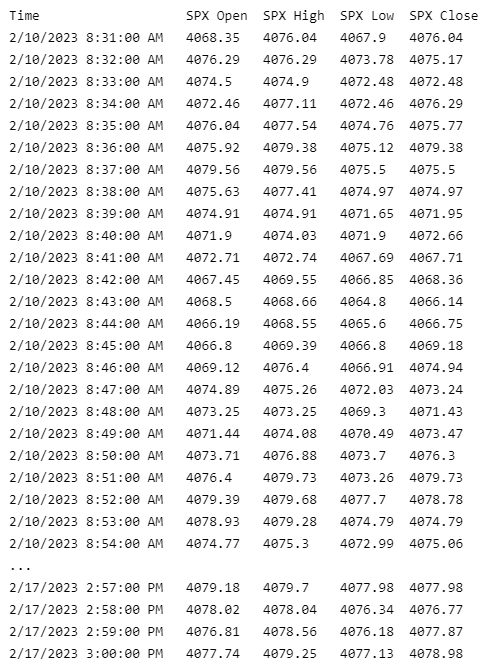 Time SPX Open SPX High SPX Low SPX Close
2/10/2023 8:31:00 AM 4068.35 4076.04 4067.9 4076.04
2/10/2023 8:32:00 AM 4076.29 4076.29 4073.78 4075.17
2/10/2023 8:33:00 AM 4074.5 4074.9 4072.48 4072.48
2/10/2023 8:34:00 AM 4072.46 4077.11 4072.46 4076.29
2/10/2023 8:35:00 AM 4076.04 4077.54 4074.76 4075.77
2/10/2023 8:36:00 AM 4075.92 4079.38 4075.12 4079.38
2/10/2023 8:37:00 AM 4079.56 4079.56 4075.5 4075.5
2/10/2023 8:38:00 AM 4075.63 4077.41 4074.97 4074.97
2/10/2023 8:39:00 AM 4074.91 4074.91 4071.65 4071.95
2/10/2023 8:40:00 AM 4071.9 4074.03 4071.9 4072.66
2/10/2023 8:41:00 AM 4072.71 4072.74 4067.69 4067.71
2/10/2023 8:42:00 AM 4067.45 4069.55 4066.85 4068.36
2/10/2023 8:43:00 AM 4068.5 4068.66 4064.8 4066.14
2/10/2023 8:44:00 AM 4066.19 4068.55 4065.6 4066.75
2/10/2023 8:45:00 AM 4066.8 4069.39 4066.8 4069.18
2/10/2023 8:46:00 AM 4069.12 4076.4 4066.91 4074.94
2/10/2023 8:47:00 AM 4074.89 4075.26 4072.03 4073.24
2/10/2023 8:48:00 AM 4073.25 4073.25 4069.3 4071.43
2/10/2023 8:49:00 AM 4071.44 4074.08 4070.49 4073.47
2/10/2023 8:50:00 AM 4073.71 4076.88 4073.7 4076.3
2/10/2023 8:51:00 AM 4076.4 4079.73 4073.26 4079.73
2/10/2023 8:52:00 AM 4079.39 4079.68 4077.7 4078.78
2/10/2023 8:53:00 AM 4078.93 4079.28 4074.79 4074.79
2/10/2023 8:54:00 AM 4074.77 4075.3 4072.99 4075.06
...
2/17/2023 2:57:00 PM 4079.18 4079.7 4077.98 4077.98
2/17/2023 2:58:00 PM 4078.02 4078.04 4076.34 4076.77
2/17/2023 2:59:00 PM 4076.81 4078.56 4076.18 4077.87
2/17/2023 3:00:00 PM 4077.74 4079.25 4077.13 4078.98